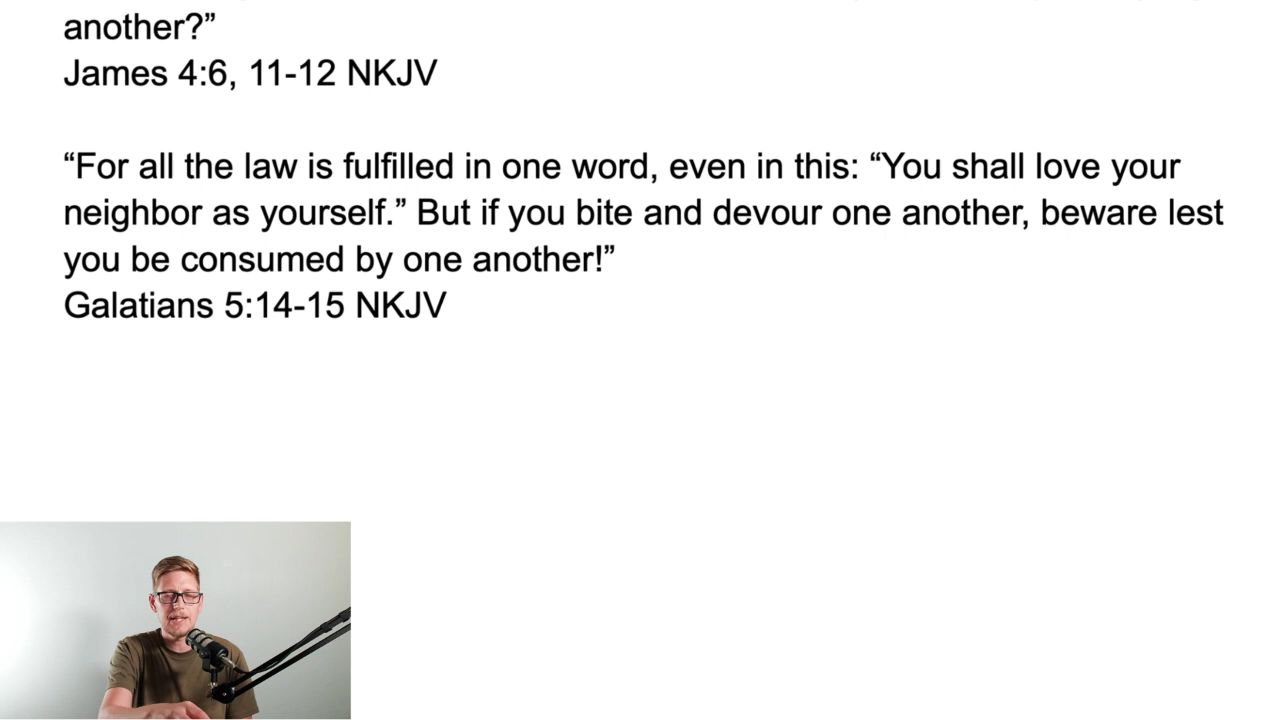 another?”
James 4:6, 11-12 NKJV
“For all the law is fulfilled in one word, even in this: “You shall love your
neighbor as yourself.” But if you bite and devour one another, beware lest
you be consumed by one another!”
Galatians 5:14-15 NKJV